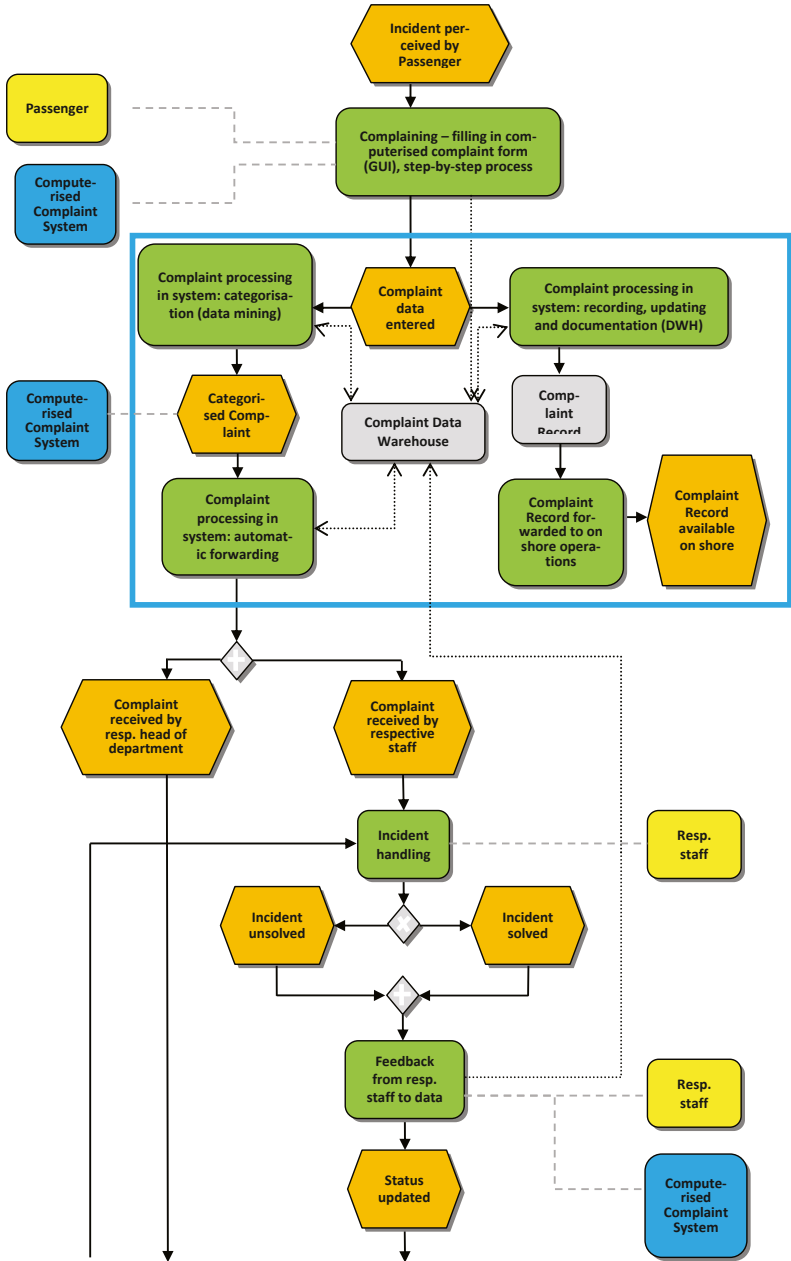 Incident per-
ceived by
Passenger
Passenger
Complaining – filling in com-
puterised complaint form
(GUI), step-by-step process
Compute-
rised
Complaint
System
Complaint processing
in system: categorisa-
tion (data mining)
Complaint
data
entered
Complaint processing in
system: recording, updating
and documentation (DWH)
Compute-
rised
Complaint
System
Categori-
sed Comp-
laint
Complaint Data
Warehouse
Comp-
laint
Record
Complaint
processing in
system: automat-
ic forwarding
Complaint
Record for-
warded to on
shore opera-
tions
Complaint
Record
available
on shore
Complaint
received by
resp. head of
department
Complaint
received by
respective
staff
Incident
handling
Resp.
staff
Incident
unsolved
Incident
solved
Feedback
from resp.
staff to data
Resp.
staff
Status
updated
Compute-
rised
Complaint
System